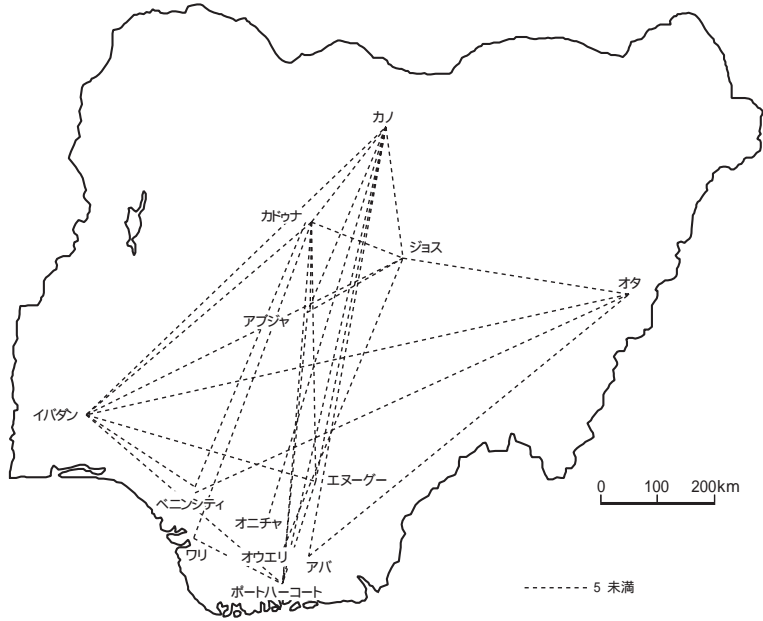 カノ
カドゥナ
ジョス
オタ
アブジャ
イバダン
エヌーグー
0 100 200km
ベニンシティ
オニチャ
ワリ
オウエリ
アバ
5 未満
ポートハーコート